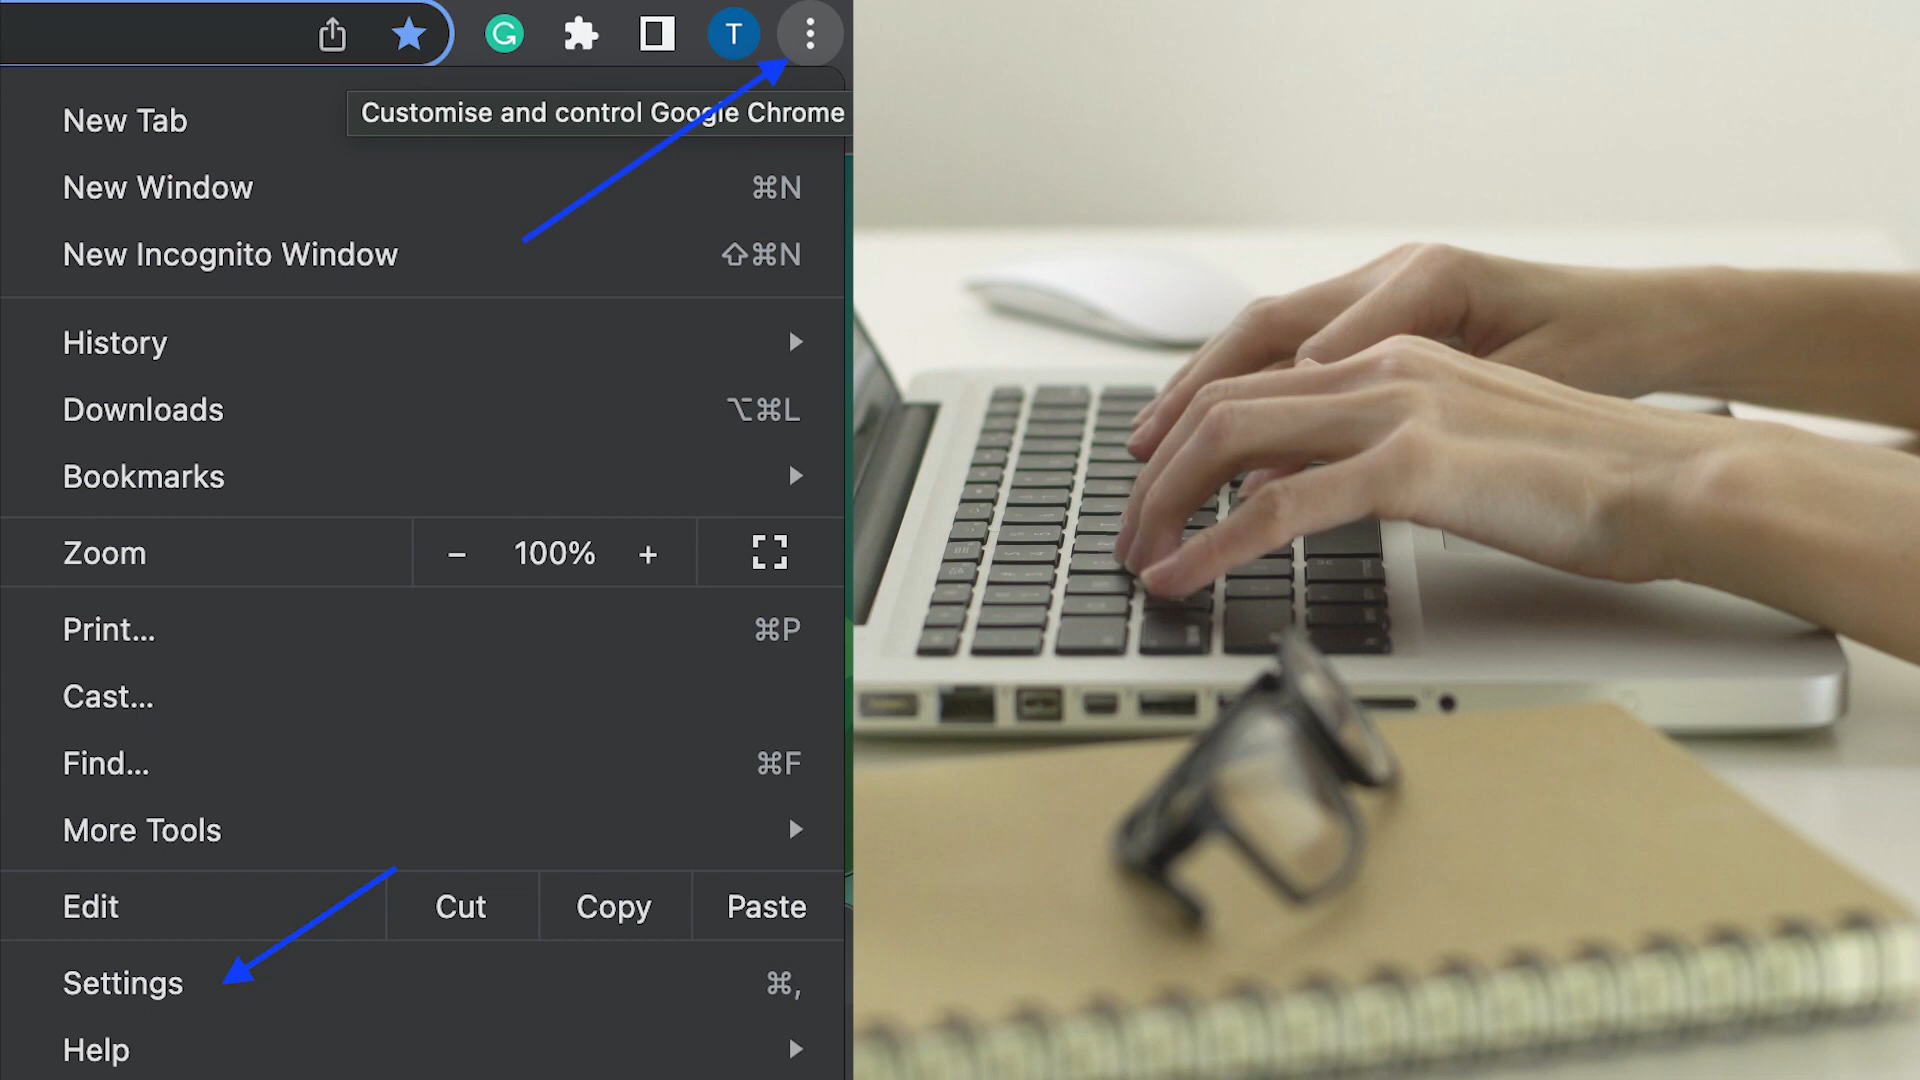 G
T
Customise and control Google Chrome
New Tab
New Window ⌘N
New Incognito Window ⇧⌘N
History
Downloads ⌥⌘L
Bookmarks
Zoom − 100% +
Print... ⌘P
Cast...
Find... ⌘F
More Tools
Edit Cut Copy Paste
Settings ⌘,
Help